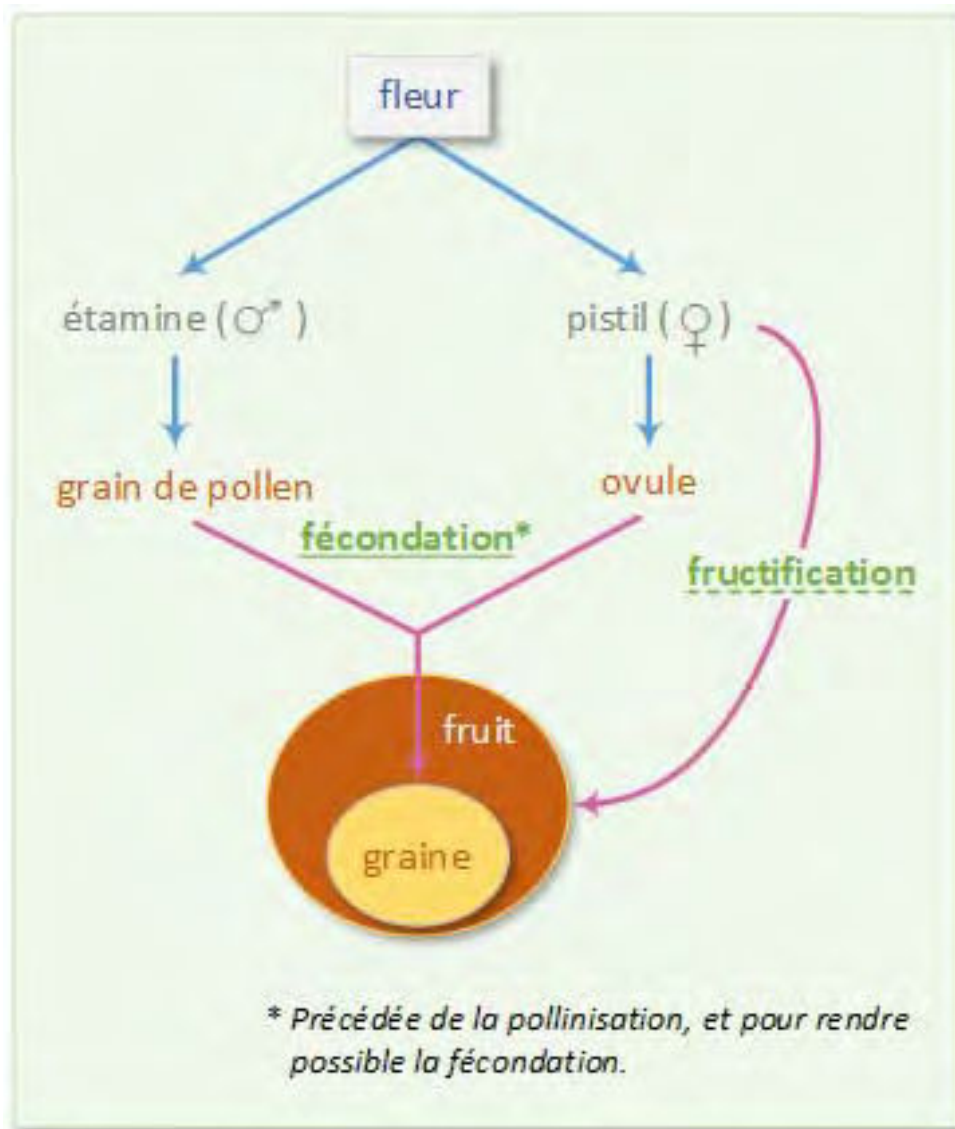 fleur
étamine (♂)
pistil (♀)
grain de pollen
ovule
fécondation*
fructification
fruit
graine
* Précédée de la pollinisation, et pour rendre
possible la fécondation.